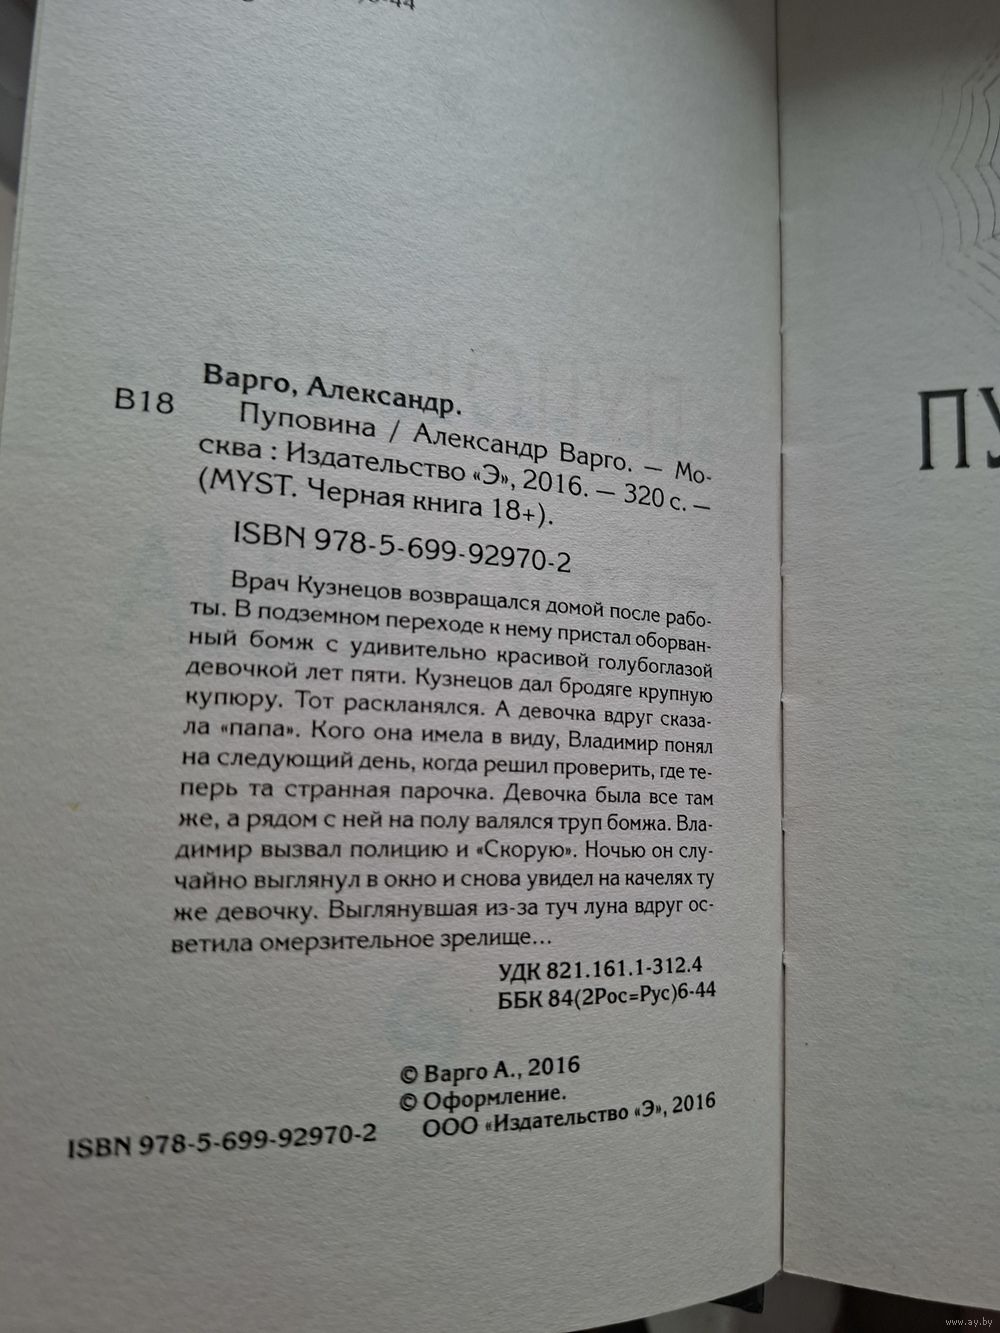 6-44
Варго, Александр.
В18
Пуповина / Александр Варго. — Мо-
сква : Издательство «Э», 2016. — 320 с. —
(MYST. Черная книга 18+).
ISBN 978-5-699-92970-2
Врач Кузнецов возвращался домой после рабо-
ты. В подземном переходе к нему пристал оборван-
ный бомж с удивительно красивой голубоглазой
девочкой лет пяти. Кузнецов дал бродяге крупную
купюру. Тот раскланялся. А девочка вдруг сказа-
ла «папа». Кого она имела в виду, Владимир понял
на следующий день, когда решил проверить, где те-
перь та странная парочка. Девочка была все там
же, а рядом с ней на полу валялся труп бомжа. Вла-
димир вызвал полицию и «Скорую». Ночью он слу-
чайно выглянул в окно и снова увидел на качелях ту
же девочку. Выглянувшая из-за туч луна вдруг ос-
ветила омерзительное зрелище...
УДК 821.161.1-312.4
ББК 84(2Рос=Рус)6-44
© Варго А., 2016
© Оформление.
ООО «Издательство «Э», 2016
ISBN 978-5-699-92970-2
ПУ
www.ay.by